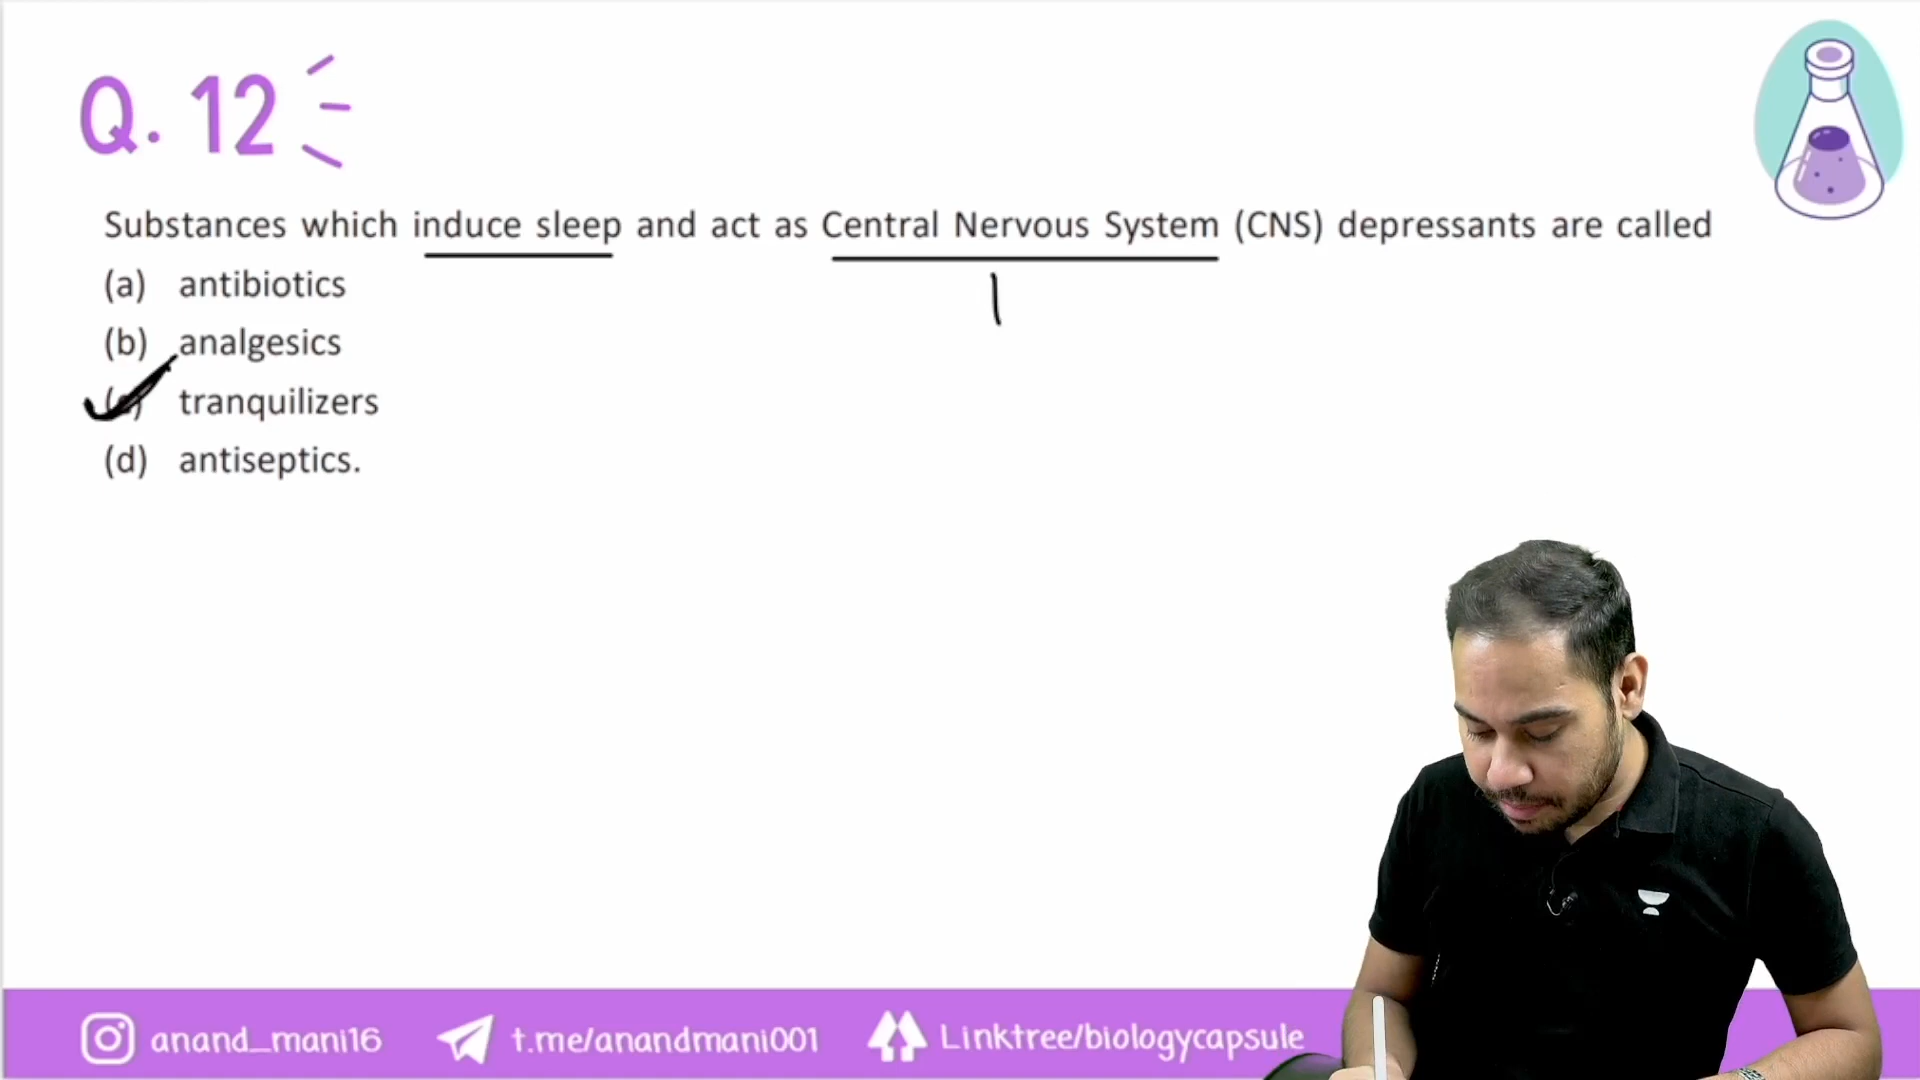 Q. 12
Substances which induce sleep and act as Central Nervous System (CNS) depressants are called
(a) antibiotics
(b) analgesics
(c) tranquilizers
(d) antiseptics.
anand_mani16 t.me/anandmani001 Linktree/biologycapsule